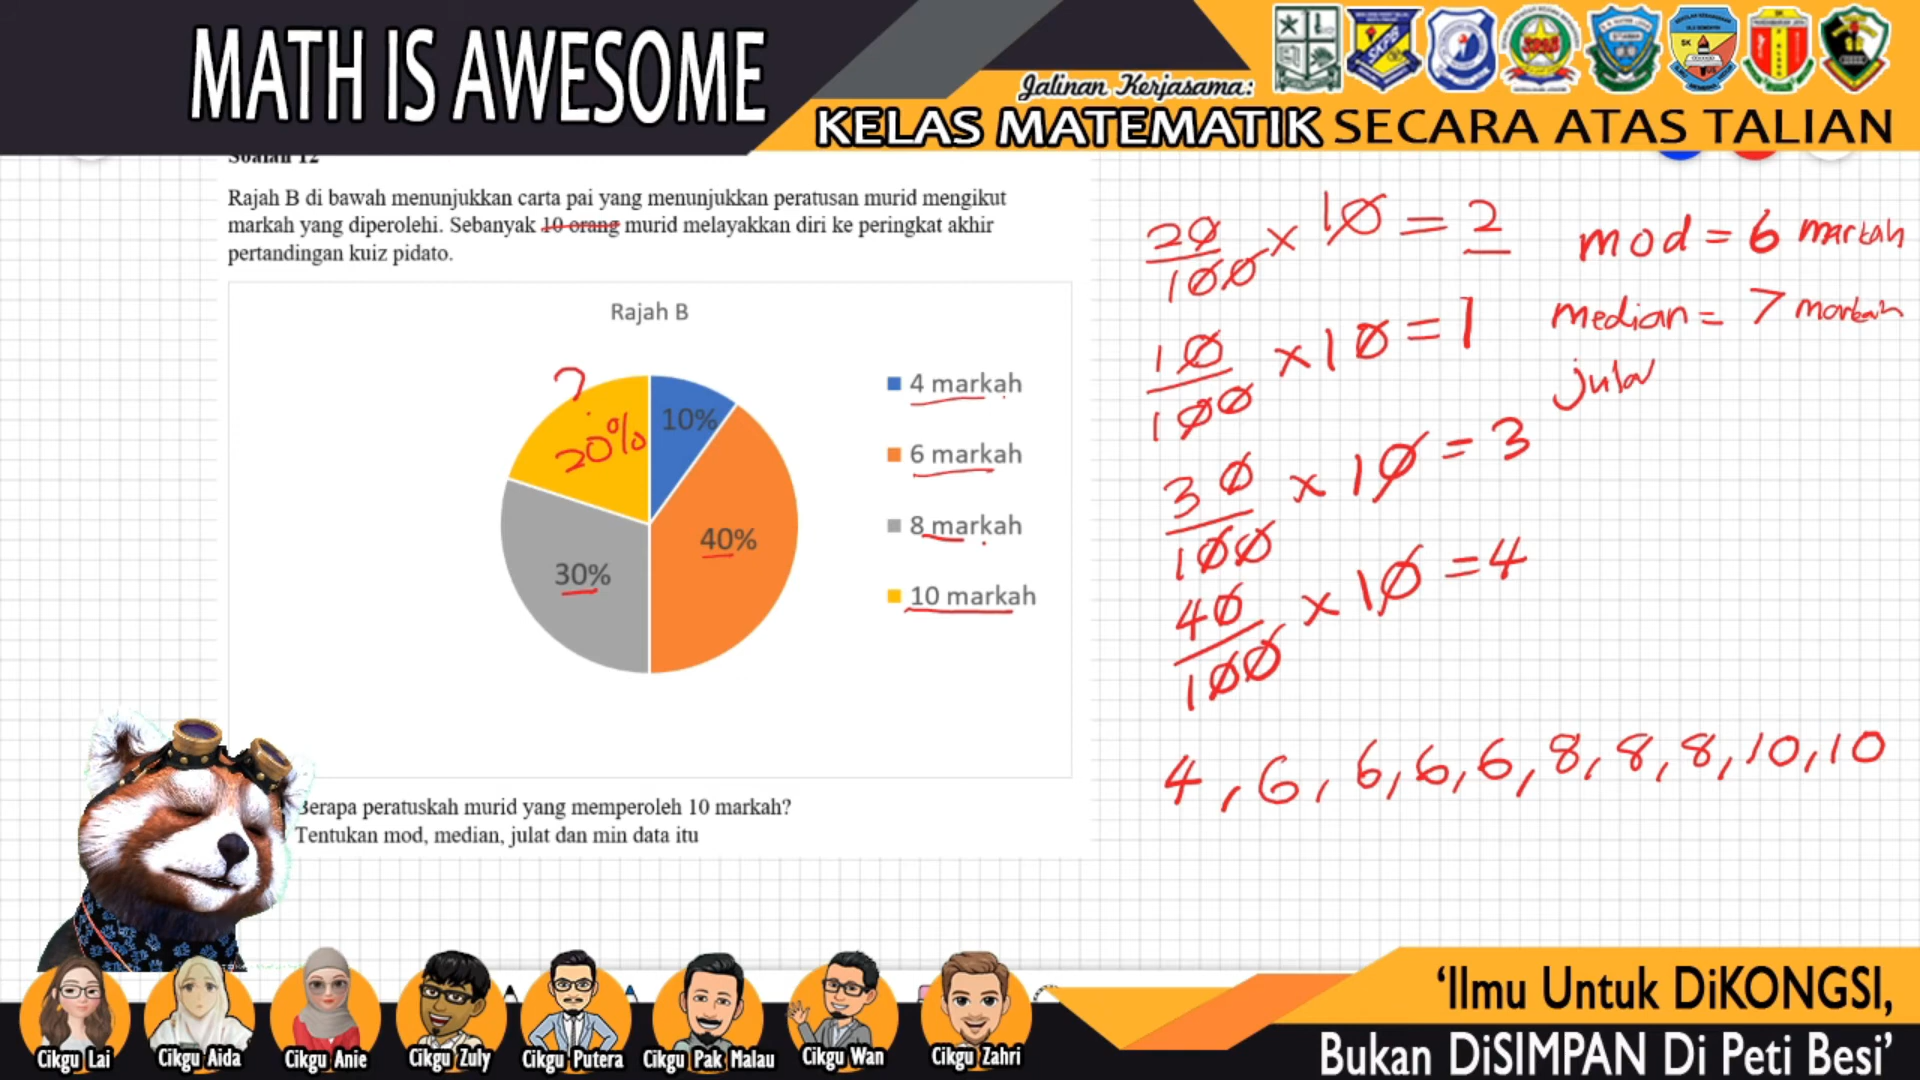 MATH IS AWESOME
Jalinan Kerjasama:
KELAS MATEMATIK SECARA ATAS TALIAN
Soalan 12
Rajah B di bawah menunjukkan carta pai yang menunjukkan peratusan murid mengikut
markah yang diperolehi. Sebanyak 10 orang murid melayakkan diri ke peringkat akhir
pertandingan kuiz pidato.
Rajah B
?
20%
10%
40%
30%
4 markah
6 markah
8 markah
10 markah
Berapa peratuskah murid yang memperoleh 10 markah?
Tentukan mod, median, julat dan min data itu
20/100 × 10 = 2
10/100 × 10 = 1
30/100 × 10 = 3
40/100 × 10 = 4
mod = 6 markah
median = 7 markah
julat
4, 6, 6, 6, 6, 8, 8, 8, 10, 10
Cikgu Lai
Cikgu Aida
Cikgu Anie
Cikgu Zuly
Cikgu Putera
Cikgu Pak Malau
Cikgu Wan
Cikgu Zahri
‘Ilmu Untuk DiKONGSI,
Bukan DiSIMPAN Di Peti Besi’